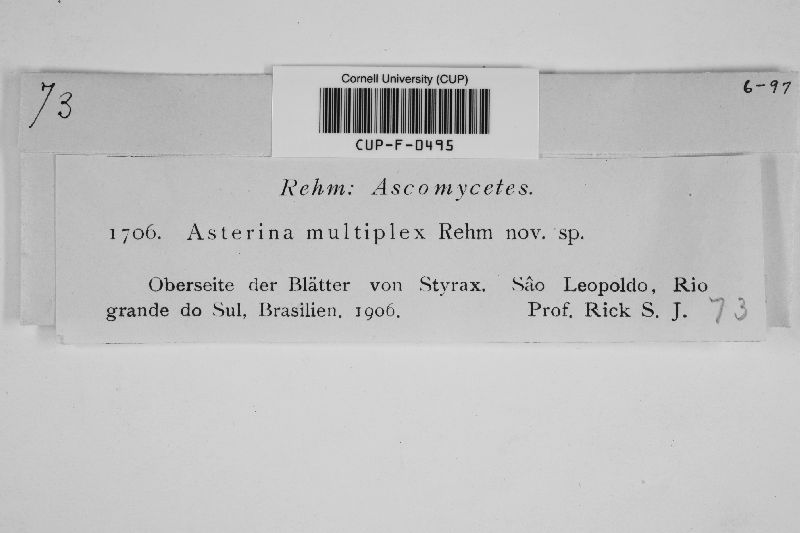 Cornell University (CUP)
CUP-F-0495
73
6-97
Rehm: Ascomycetes.
1706. Asterina multiplex Rehm nov. sp.
Oberseite der Blätter von Styrax. Sâo Leopoldo, Rio
grande do Sul, Brasilien. 1906. Prof. Rick S. J. 73